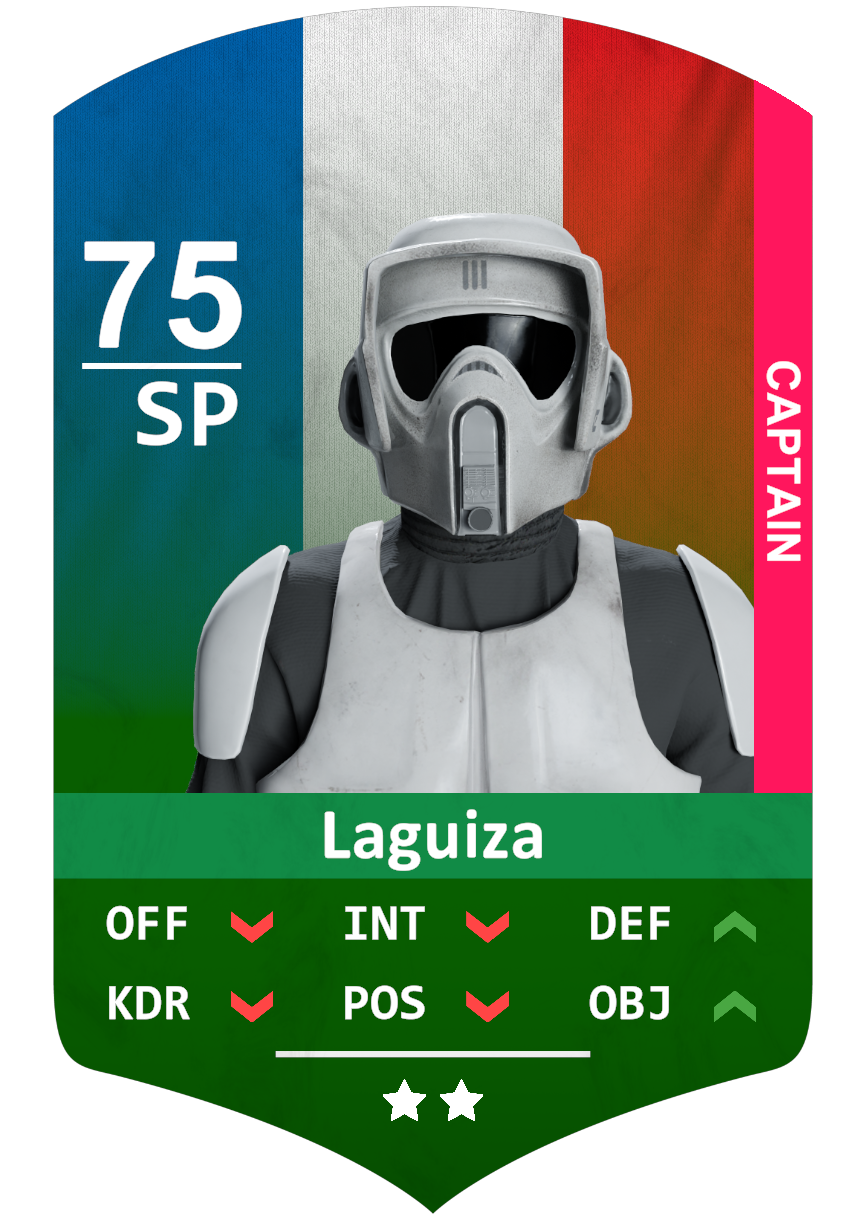 75
SP
CAPTAIN
Laguiza
OFF INT DEF
KDR POS OBJ